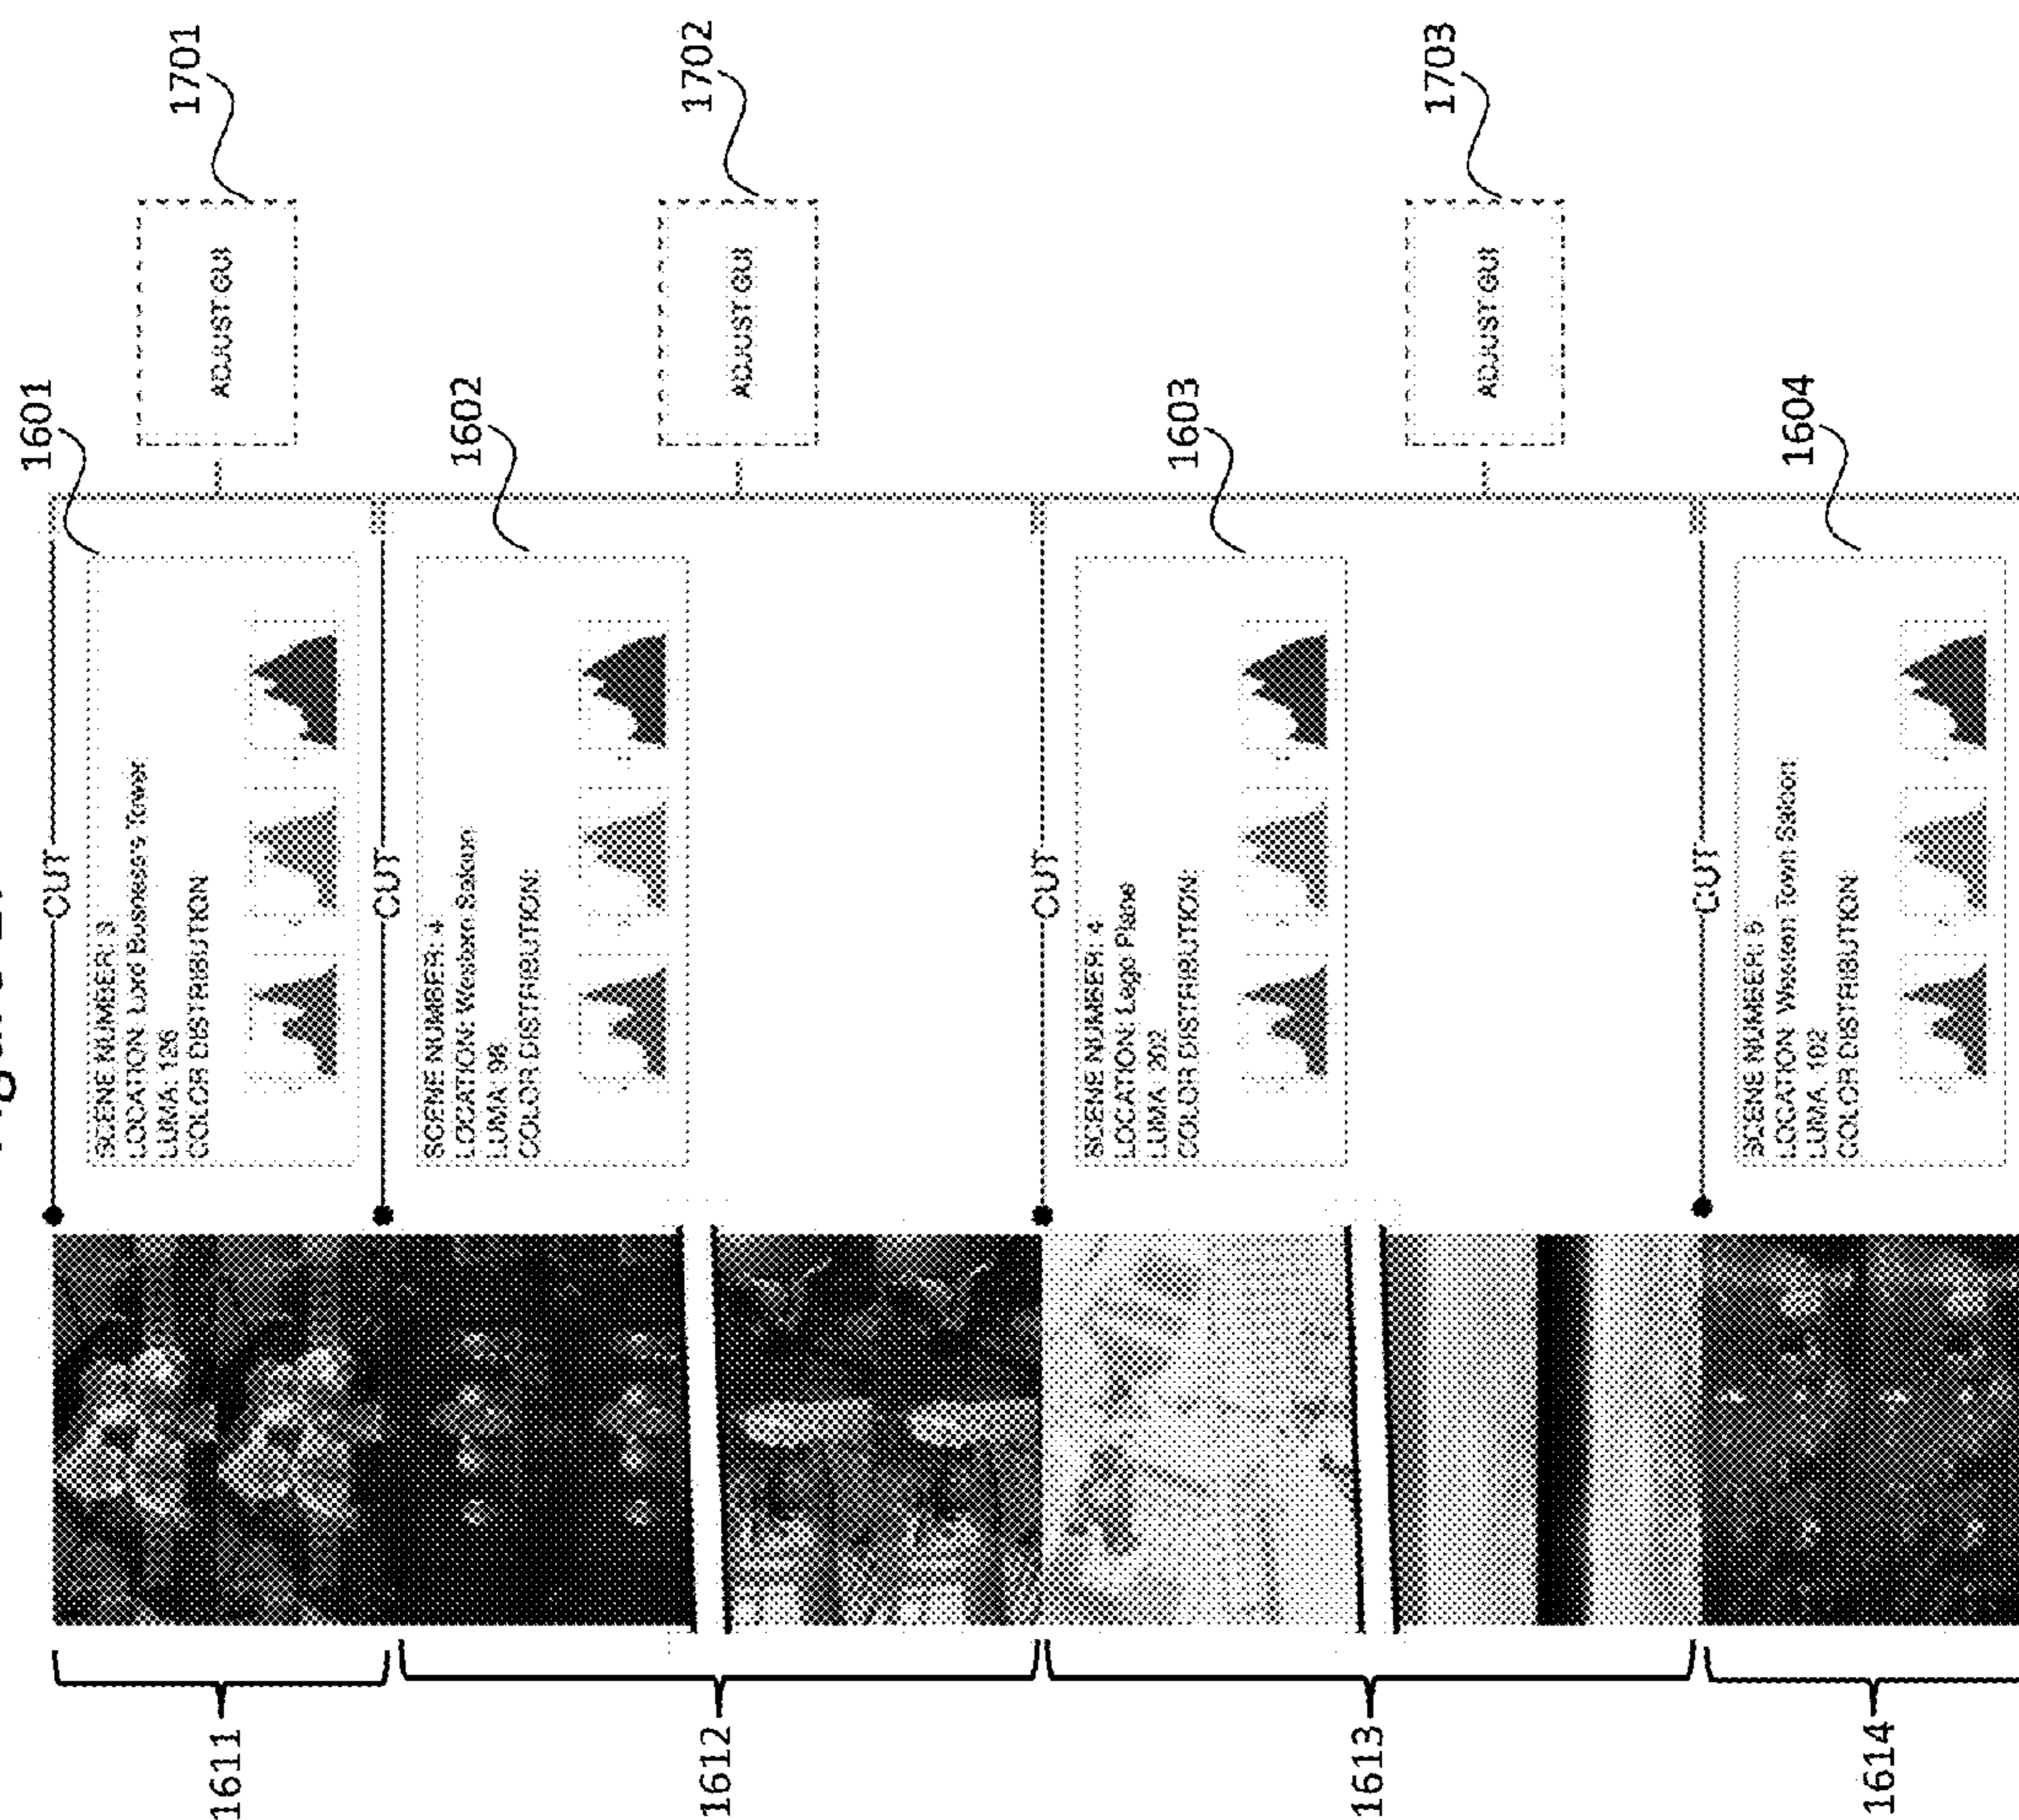 CUT
1601
1701
SCENE NUMBER: 3
LOCATION: Lord Business's Tower
LUMA: 126
COLOR DISTRIBUTION:
ADJUST GUI
1611
CUT
1602
1702
SCENE NUMBER: 4
LOCATION: Western Saloon
LUMA: 98
COLOR DISTRIBUTION:
ADJUST GUI
1612
CUT
1603
1703
SCENE NUMBER: 4
LOCATION: Lego Plane
LUMA: 202
COLOR DISTRIBUTION:
ADJUST GUI
1613
CUT
1604
SCENE NUMBER: 5
LOCATION: Western Town Saloon
LUMA: 102
COLOR DISTRIBUTION:
1614